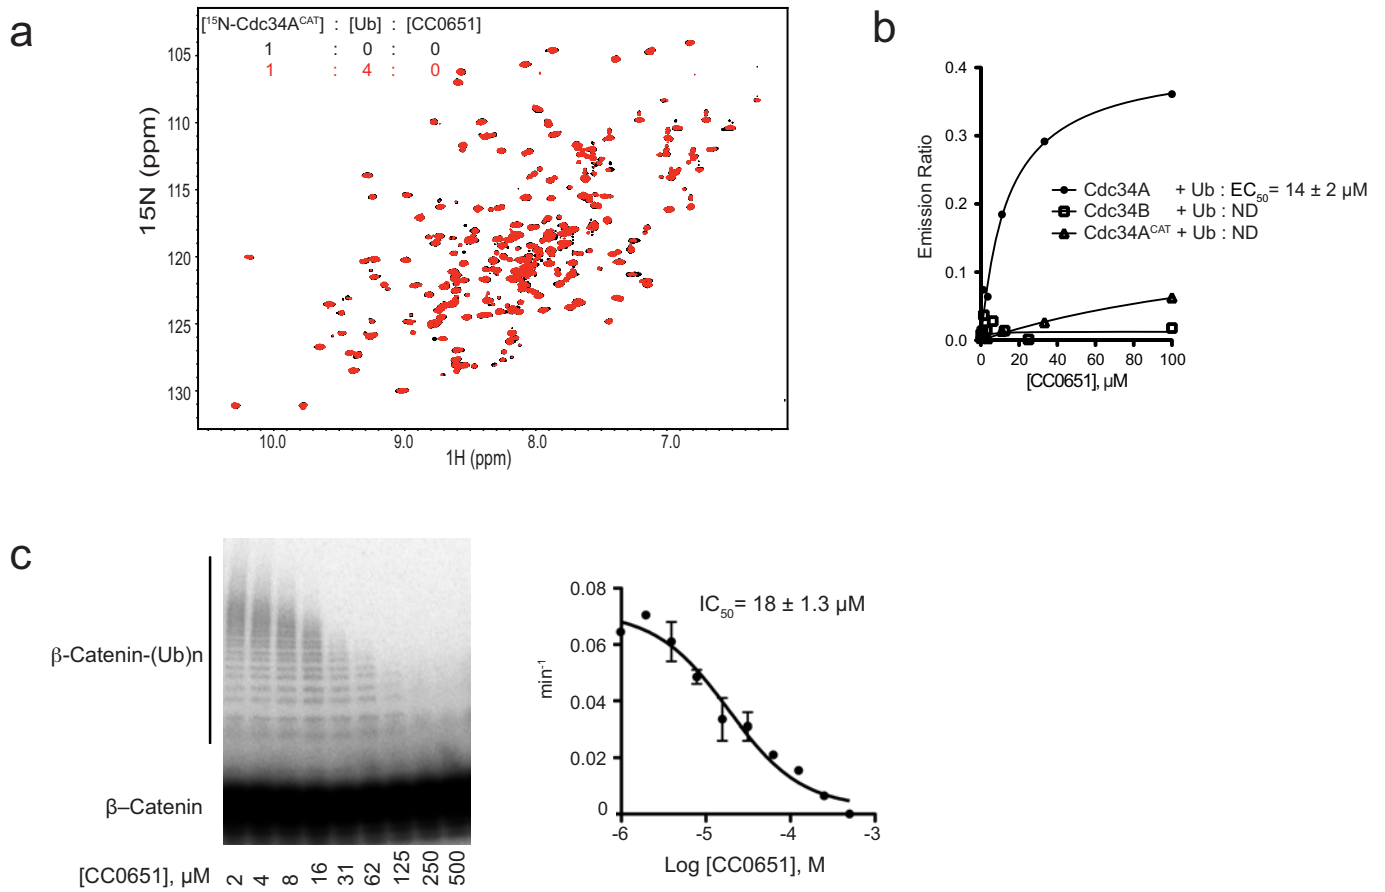 a
[¹⁵N-Cdc34Aᶜᴬᵀ] : [Ub] : [CC0651]
1 : 0 : 0
1 : 4 : 0
105
110
115
120
125
130
15N (ppm)
10.0 9.0 8.0 7.0
1H (ppm)
b
0.4
0.3
0.2
0.1
0.0
Emission Ratio
Cdc34A + Ub : EC₅₀= 14 ± 2 µM
Cdc34B + Ub : ND
Cdc34Aᶜᴬᵀ + Ub : ND
0 20 40 60 80 100
[CC0651], µM
c
β-Catenin-(Ub)n
β–Catenin
[CC0651], µM 2 4 8 16 31 62 125 250 500
0.08
0.06
0.04
0.02
0
min⁻¹
IC₅₀= 18 ± 1.3 µM
-6 -5 -4 -3
Log [CC0651], M